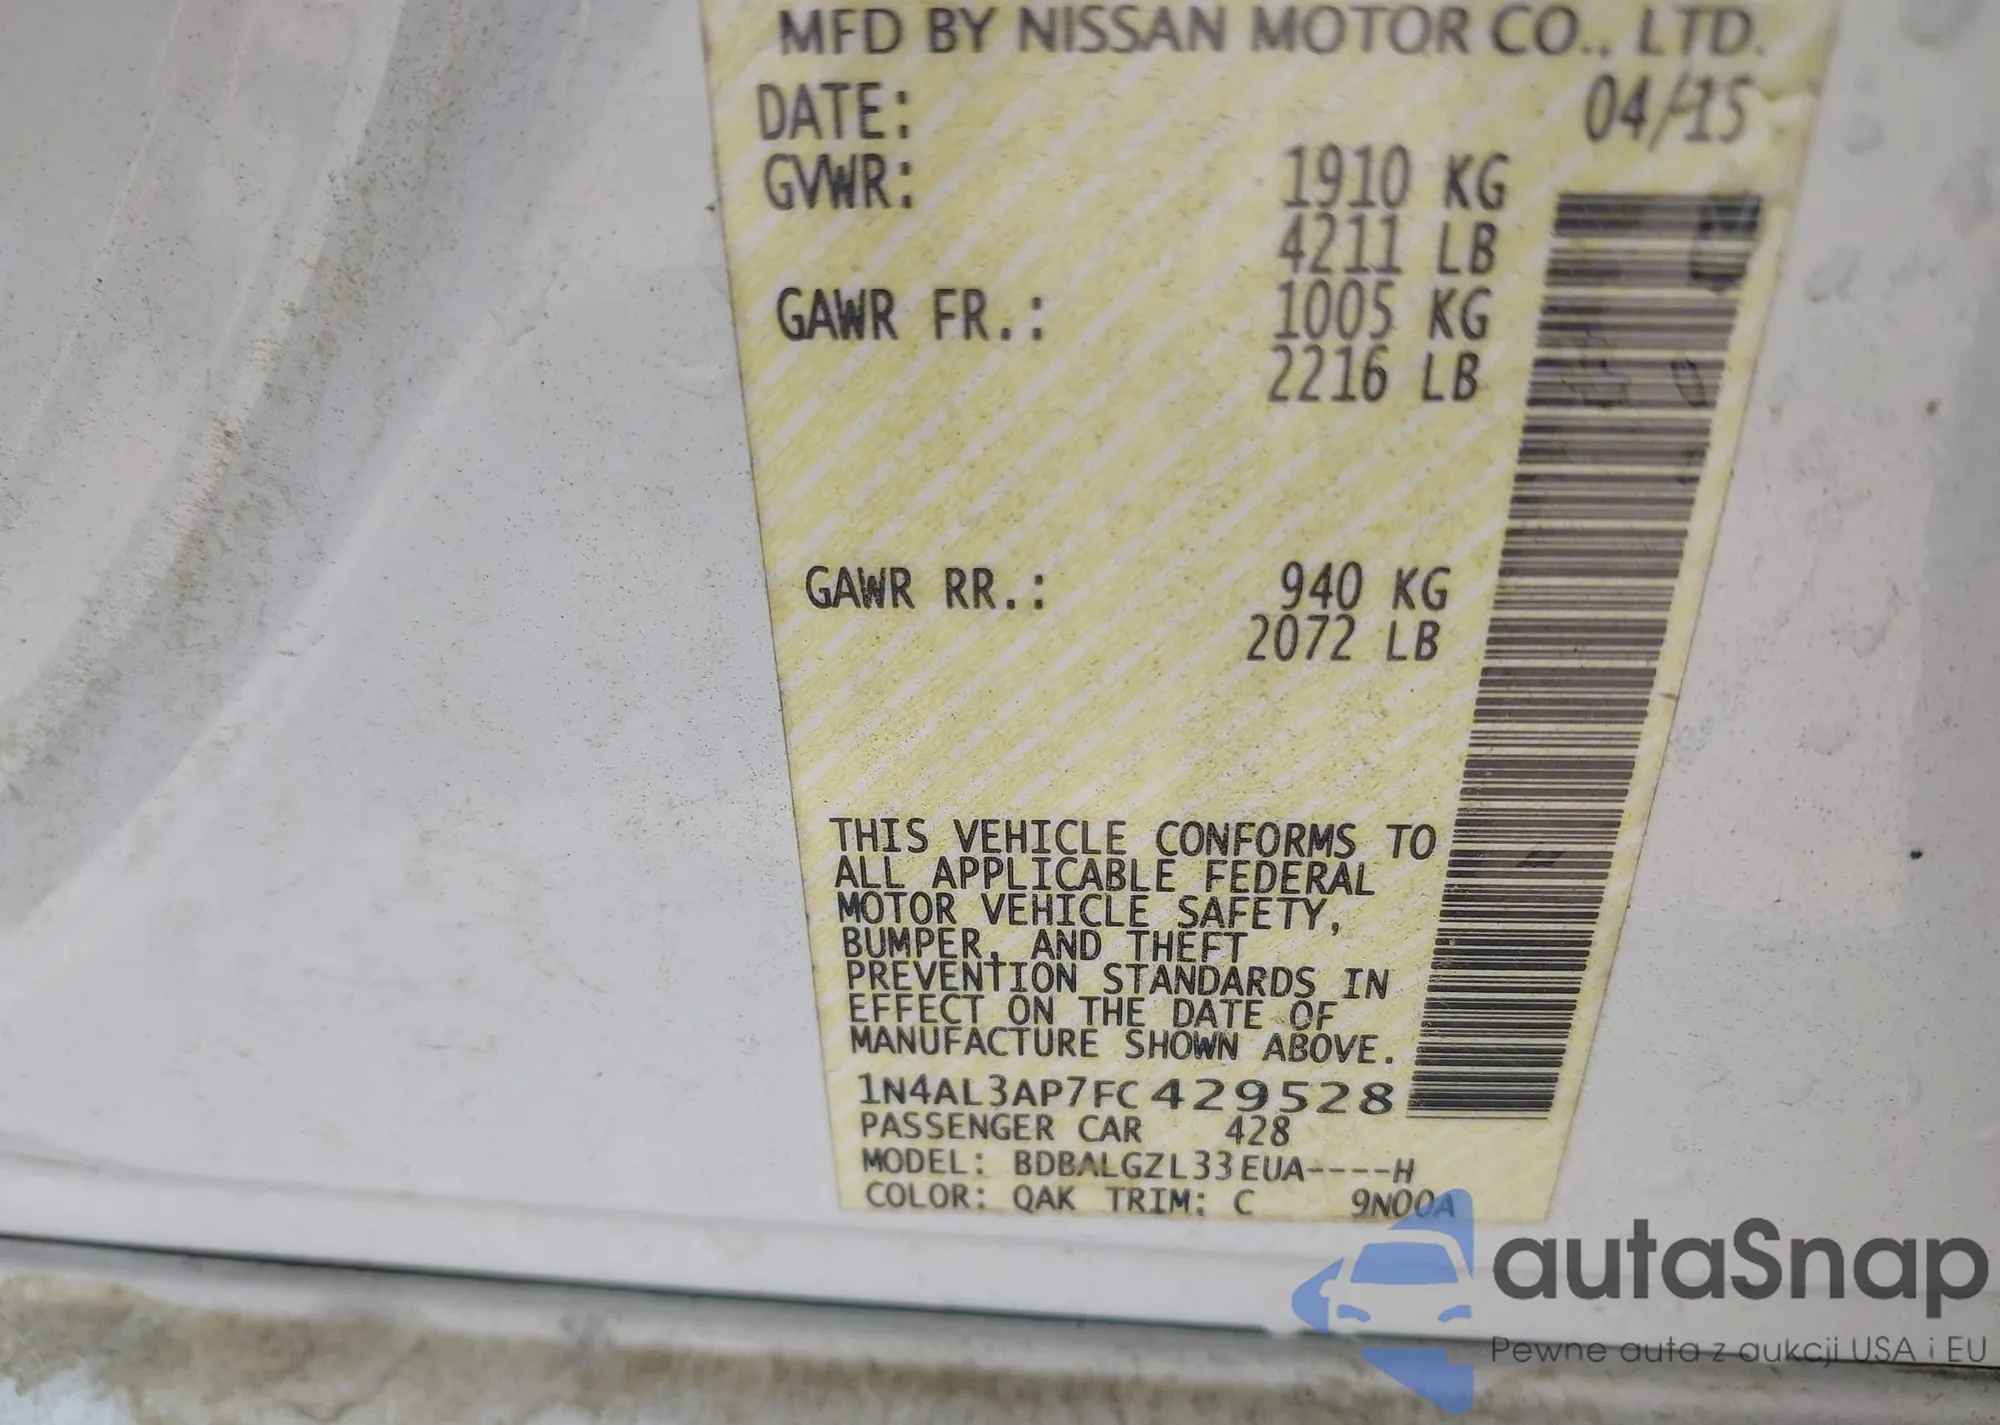 MFD BY NISSAN MOTOR CO., LTD.
DATE: 04/15
GVWR: 1910 KG
4211 LB
GAWR FR.: 1005 KG
2216 LB
GAWR RR.: 940 KG
2072 LB
THIS VEHICLE CONFORMS TO
ALL APPLICABLE FEDERAL
MOTOR VEHICLE SAFETY,
BUMPER, AND THEFT
PREVENTION STANDARDS IN
EFFECT ON THE DATE OF
MANUFACTURE SHOWN ABOVE.
1N4AL3AP7FC429528
PASSENGER CAR 428
MODEL: BDBALGZL33EUA----H
COLOR: QAK TRIM: C 9N00A
autaSnap
Pewne auta z aukcji USA i EU